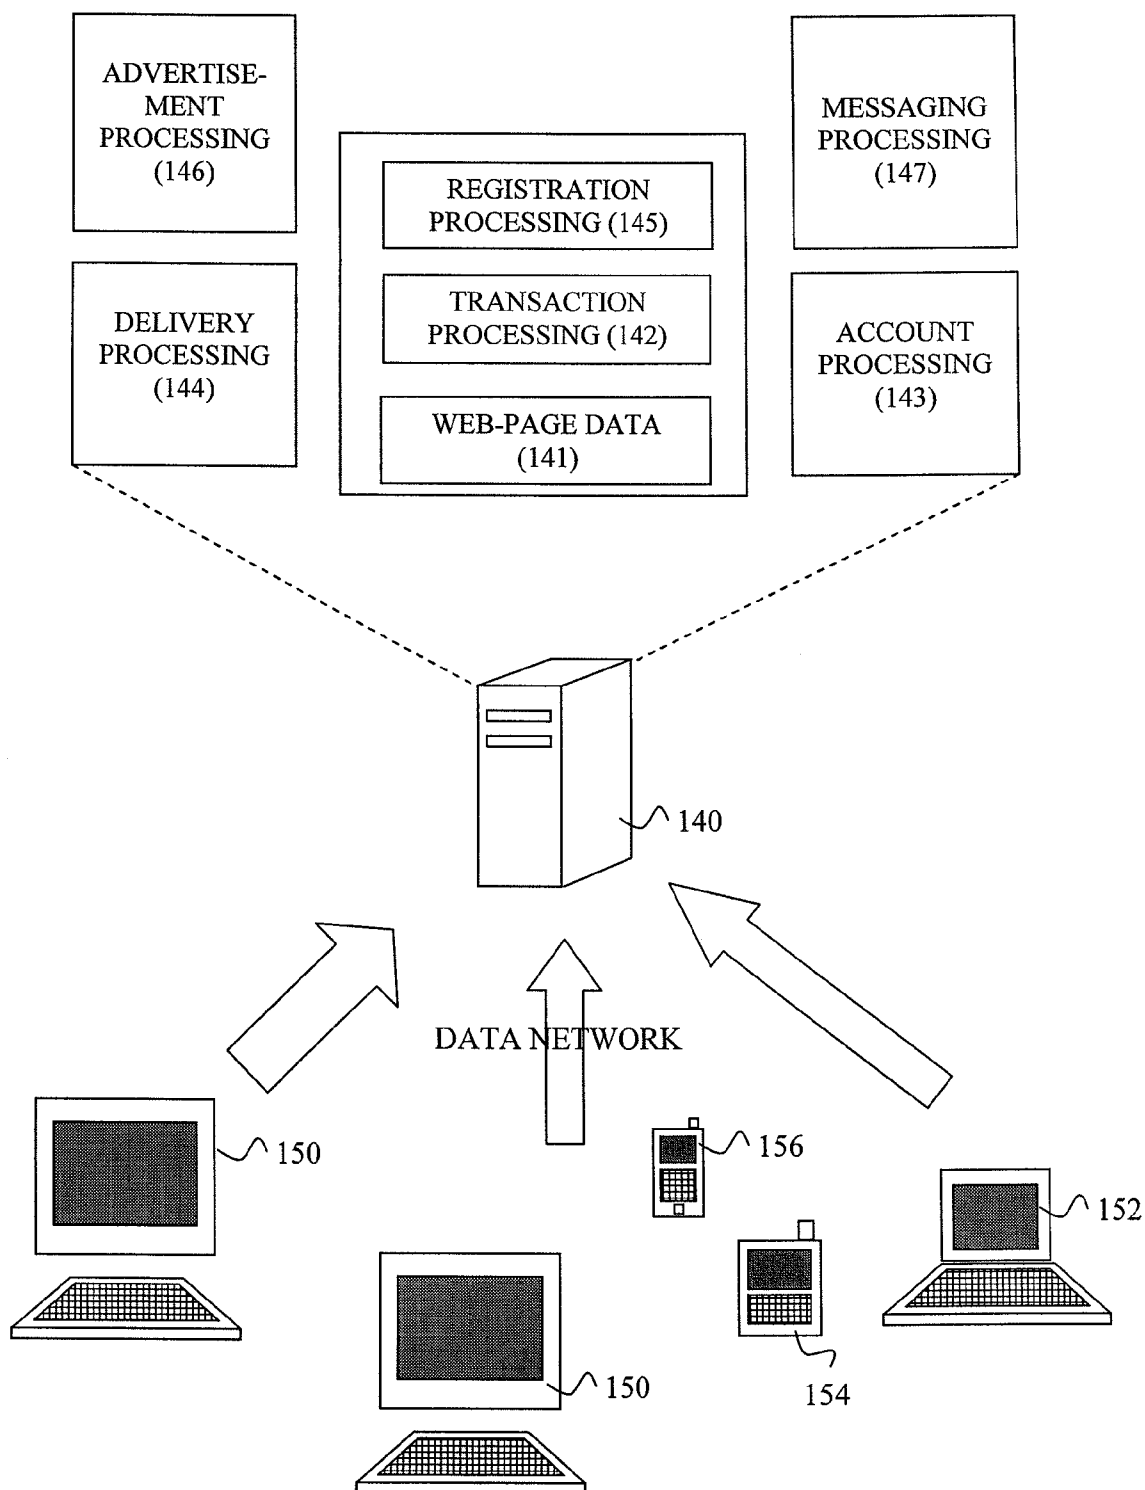 ADVERTISE-
MENT
PROCESSING
(146)
MESSAGING
PROCESSING
(147)
REGISTRATION
PROCESSING (145)
TRANSACTION
PROCESSING (142)
WEB-PAGE DATA
(141)
DELIVERY
PROCESSING
(144)
ACCOUNT
PROCESSING
(143)
140
DATA NETWORK
150
156
152
150
154